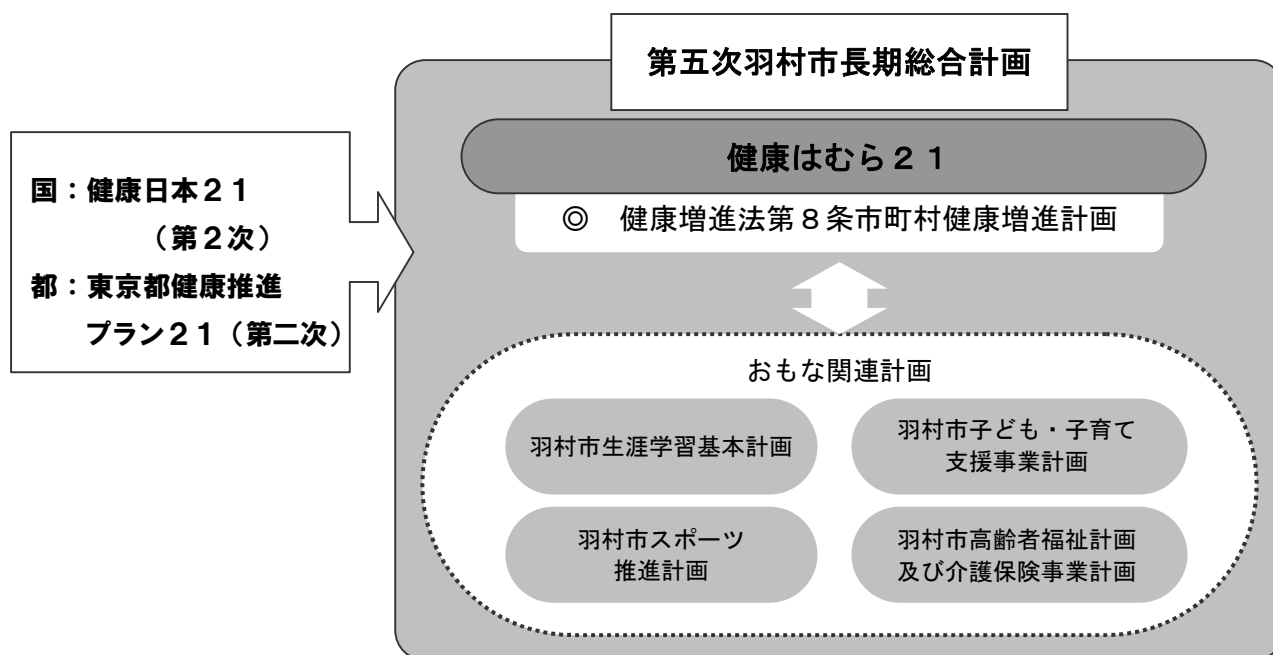 第五次羽村市長期総合計画
健康はむら２１
◎　健康増進法第８条市町村健康増進計画
国：健康日本２１
（第２次）
都：東京都健康推進
プラン２１（第二次）
おもな関連計画
羽村市生涯学習基本計画
羽村市子ども・子育て
支援事業計画
羽村市スポーツ
推進計画
羽村市高齢者福祉計画
及び介護保険事業計画